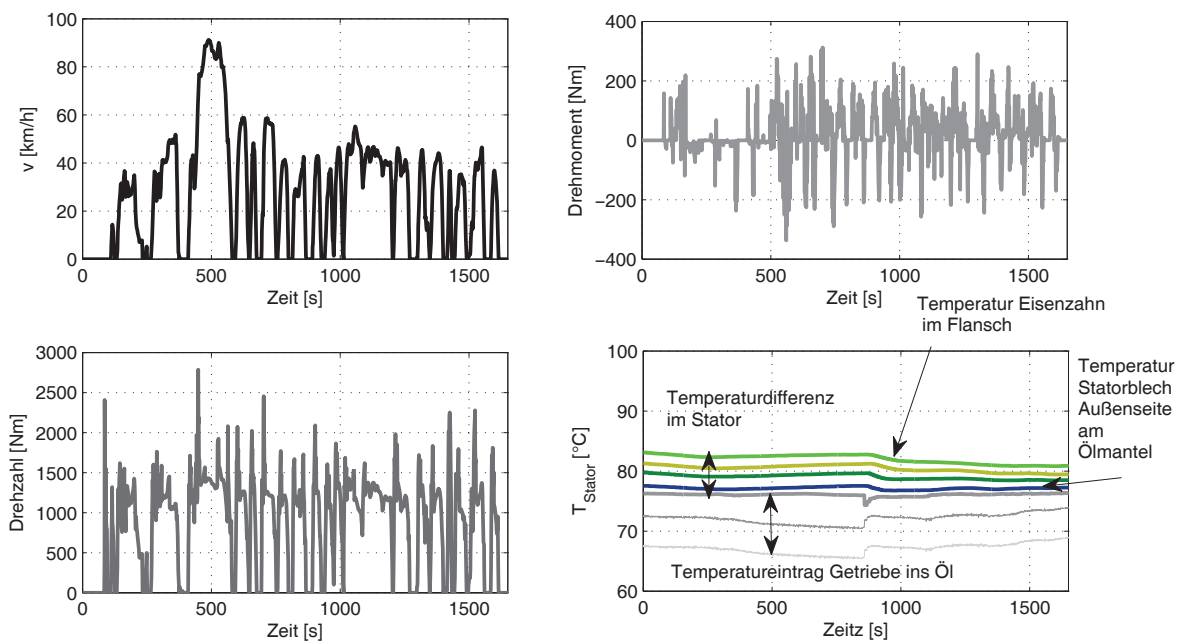 100
80
60
40
20
0
v [km/h]
0
500
1000
1500
Zeit [s]
400
200
0
−200
−400
Drehmoment [Nm]
0
500
1000
1500
Zeit [s]
3000
2500
2000
1500
1000
500
0
Drehzahl [Nm]
0
500
1000
1500
Zeit [s]
Temperatur Eisenzahn
im Flansch
100
90
80
70
60
T_Stator [°C]
Temperaturdifferenz
im Stator
Temperatureintrag Getriebe ins Öl
Temperatur
Statorblech
Außenseite
am
Ölmantel
0
500
1000
1500
Zeitz [s]